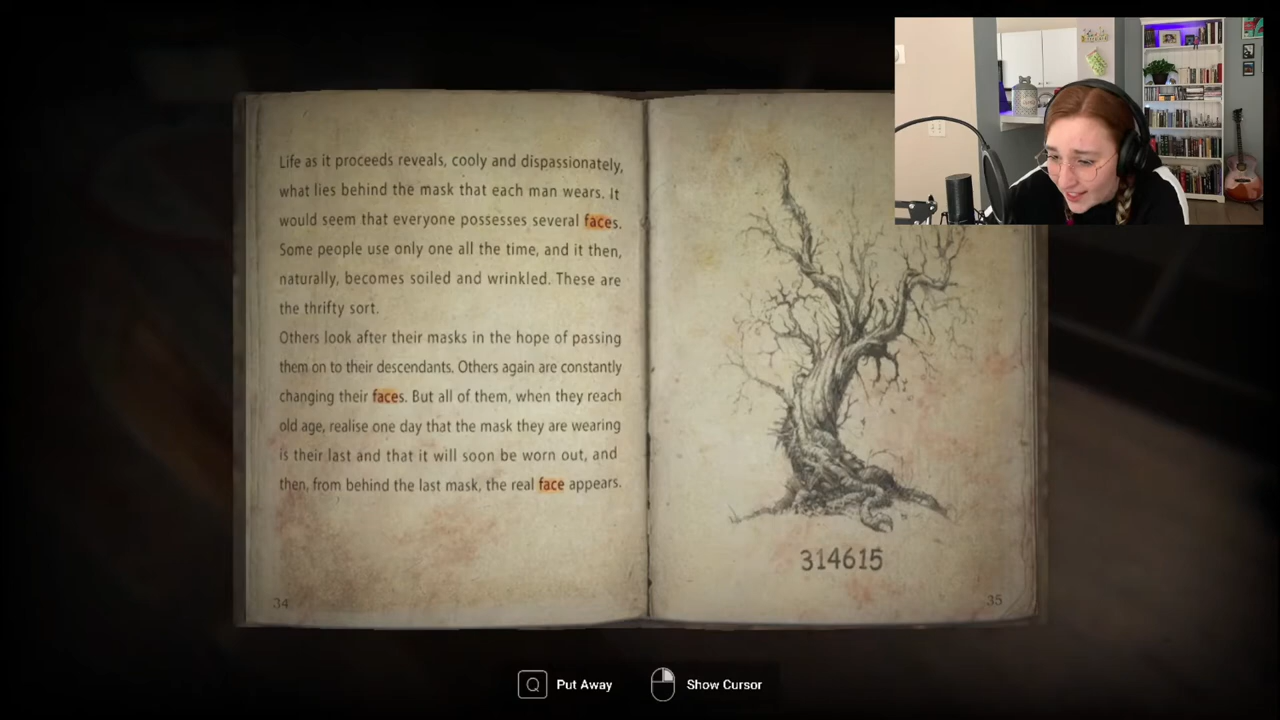 Life as it proceeds reveals, cooly and dispassionately,
what lies behind the mask that each man wears. It
would seem that everyone possesses several faces.
Some people use only one all the time, and it then,
naturally, becomes soiled and wrinkled. These are
the thrifty sort.
Others look after their masks in the hope of passing
them on to their descendants. Others again are constantly
changing their faces. But all of them, when they reach
old age, realise one day that the mask they are wearing
is their last and that it will soon be worn out, and
then, from behind the last mask, the real face appears.
34
314615
35
Q Put Away
Show Cursor